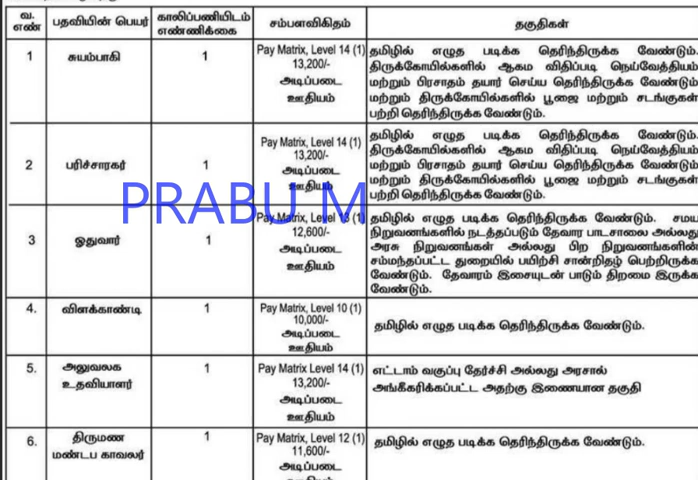 வ. எண் பதவியின் பெயர் காலிப்பணியிடம் எண்ணிக்கை சம்பளவிகிதம் தகுதிகள்
1 சுயம்பாகி 1 Pay Matrix, Level 14 (1) 13,200/- அடிப்படை ஊதியம்
தமிழில் எழுத படிக்க தெரிந்திருக்க வேண்டும்.
திருக்கோயில்களில் ஆகம விதிப்படி நெய்வேத்தியம்
மற்றும் பிரசாதம் தயார் செய்ய தெரிந்திருக்க வேண்டும்
மற்றும் திருக்கோயில்களில் பூஜை மற்றும் சடங்குகள்
பற்றி தெரிந்திருக்க வேண்டும்.
2 பரிச்சாரகர் 1 Pay Matrix, Level 14 (1) 13,200/- அடிப்படை ஊதியம்
தமிழில் எழுத படிக்க தெரிந்திருக்க வேண்டும்.
திருக்கோயில்களில் ஆகம விதிப்படி நெய்வேத்தியம்
மற்றும் பிரசாதம் தயார் செய்ய தெரிந்திருக்க வேண்டும்
மற்றும் திருக்கோயில்களில் பூஜை மற்றும் சடங்குகள்
பற்றி தெரிந்திருக்க வேண்டும்.
PRABU M
3 ஓதுவார் 1 Pay Matrix, Level 13 (1) 12,600/- அடிப்படை ஊதியம்
தமிழில் எழுத படிக்க தெரிந்திருக்க வேண்டும். சமய
நிறுவனங்களில் நடத்தப்படும் தேவார பாடசாலை அல்லது
அரசு நிறுவனங்கள் அல்லது பிற நிறுவனங்களின்
சம்மந்தப்பட்ட துறையில் பயிற்சி சான்றிதழ் பெற்றிருக்க
வேண்டும். தேவாரம் இசையுடன் பாடும் திறமை இருக்க
வேண்டும்.
4. விளக்காண்டி 1 Pay Matrix, Level 10 (1) 10,000/- அடிப்படை ஊதியம்
தமிழில் எழுத படிக்க தெரிந்திருக்க வேண்டும்.
5. அலுவலக உதவியாளர் 1 Pay Matrix, Level 14 (1) 13,200/- அடிப்படை ஊதியம்
எட்டாம் வகுப்பு தேர்ச்சி அல்லது அரசால்
அங்கீகரிக்கப்பட்ட அதற்கு இணையான தகுதி
6. திருமண மண்டப காவலர் 1 Pay Matrix, Level 12 (1) 11,600/- அடிப்படை
தமிழில் எழுத படிக்க தெரிந்திருக்க வேண்டும்.